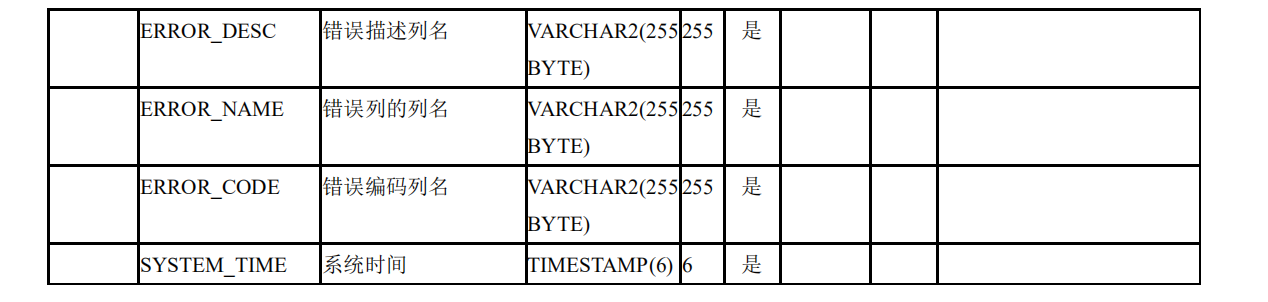 ERROR_DESC 错误描述列名 VARCHAR2(255 255 是
BYTE)
ERROR_NAME 错误列的列名 VARCHAR2(255 255 是
BYTE)
ERROR_CODE 错误编码列名 VARCHAR2(255 255 是
BYTE)
SYSTEM_TIME 系统时间 TIMESTAMP(6) 6 是